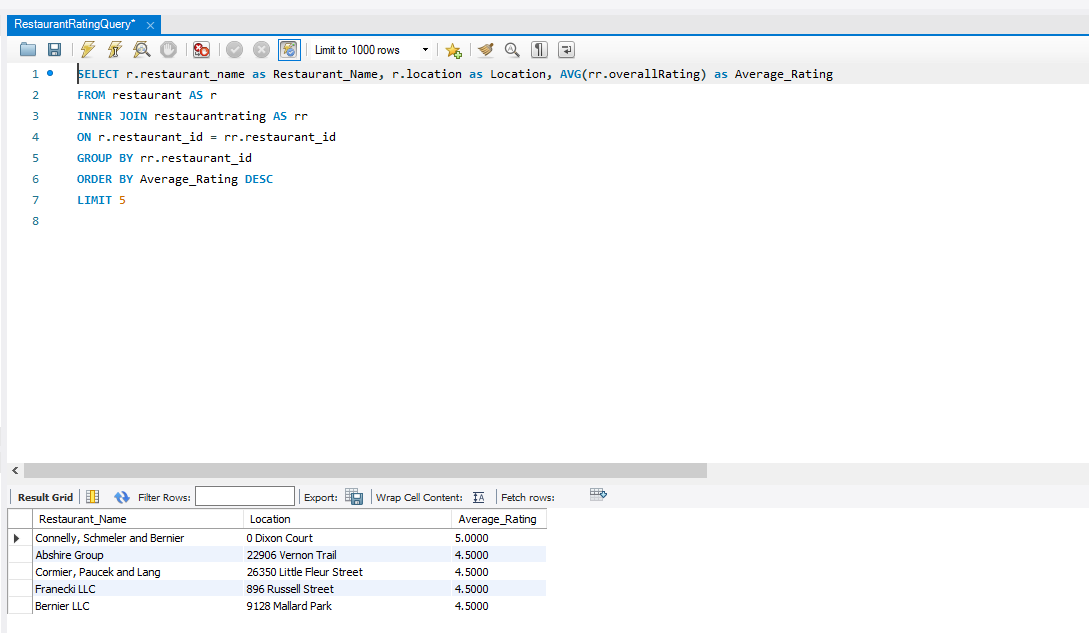 RestaurantRatingQuery*
Limit to 1000 rows
1 SELECT r.restaurant_name as Restaurant_Name, r.location as Location, AVG(rr.overallRating) as Average_Rating
2 FROM restaurant AS r
3 INNER JOIN restaurantrating AS rr
4 ON r.restaurant_id = rr.restaurant_id
5 GROUP BY rr.restaurant_id
6 ORDER BY Average_Rating DESC
7 LIMIT 5
8
Result Grid Filter Rows: Export: Wrap Cell Content: IA Fetch rows:
Restaurant_Name Location Average_Rating
Connelly, Schmeler and Bernier 0 Dixon Court 5.0000
Abshire Group 22906 Vernon Trail 4.5000
Cormier, Paucek and Lang 26350 Little Fleur Street 4.5000
Franecki LLC 896 Russell Street 4.5000
Bernier LLC 9128 Mallard Park 4.5000